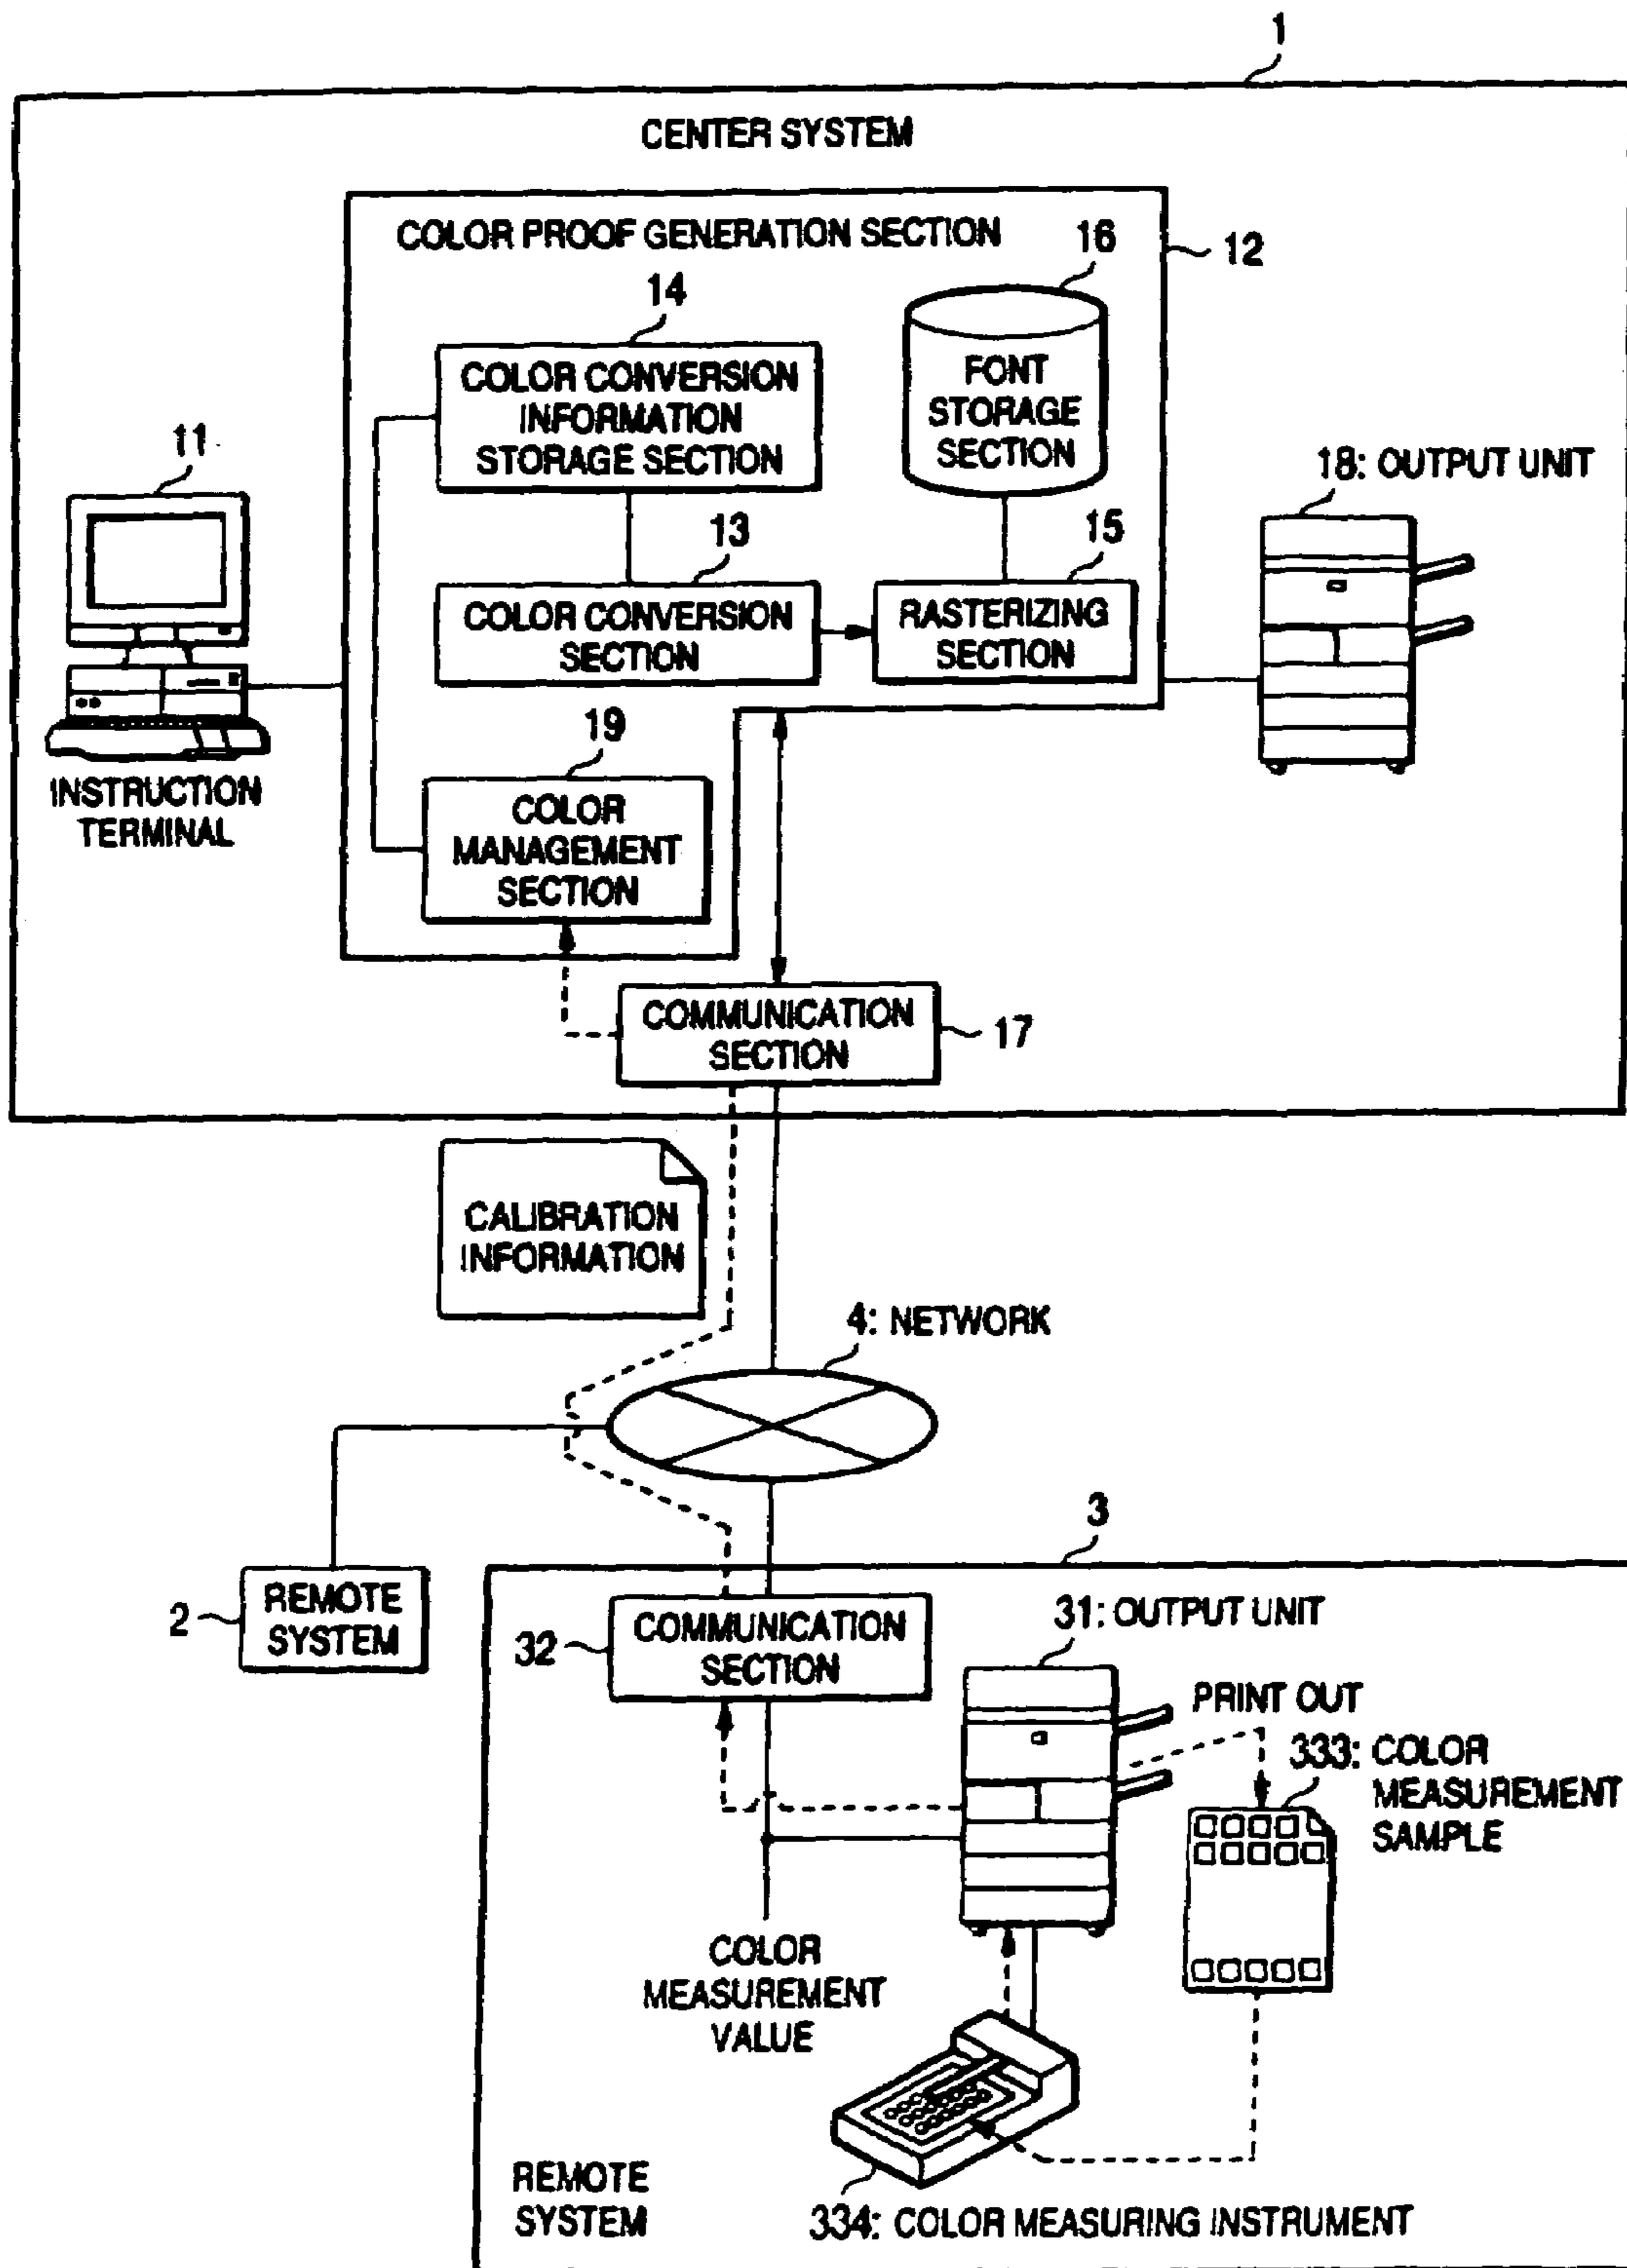 1
CENTER SYSTEM
COLOR PROOF GENERATION SECTION
12
16
14
COLOR CONVERSION
INFORMATION
STORAGE SECTION
FONT
STORAGE
SECTION
11
18: OUTPUT UNIT
13
15
COLOR CONVERSION
SECTION
RASTERIZING
SECTION
19
INSTRUCTION
TERMINAL
COLOR
MANAGEMENT
SECTION
COMMUNICATION
SECTION
17
CALIBRATION
INFORMATION
4: NETWORK
3
2
REMOTE
SYSTEM
32
COMMUNICATION
SECTION
31: OUTPUT UNIT
PRINT OUT
333: COLOR
MEASUREMENT
SAMPLE
COLOR
MEASUREMENT
VALUE
REMOTE
SYSTEM
334: COLOR MEASURING INSTRUMENT